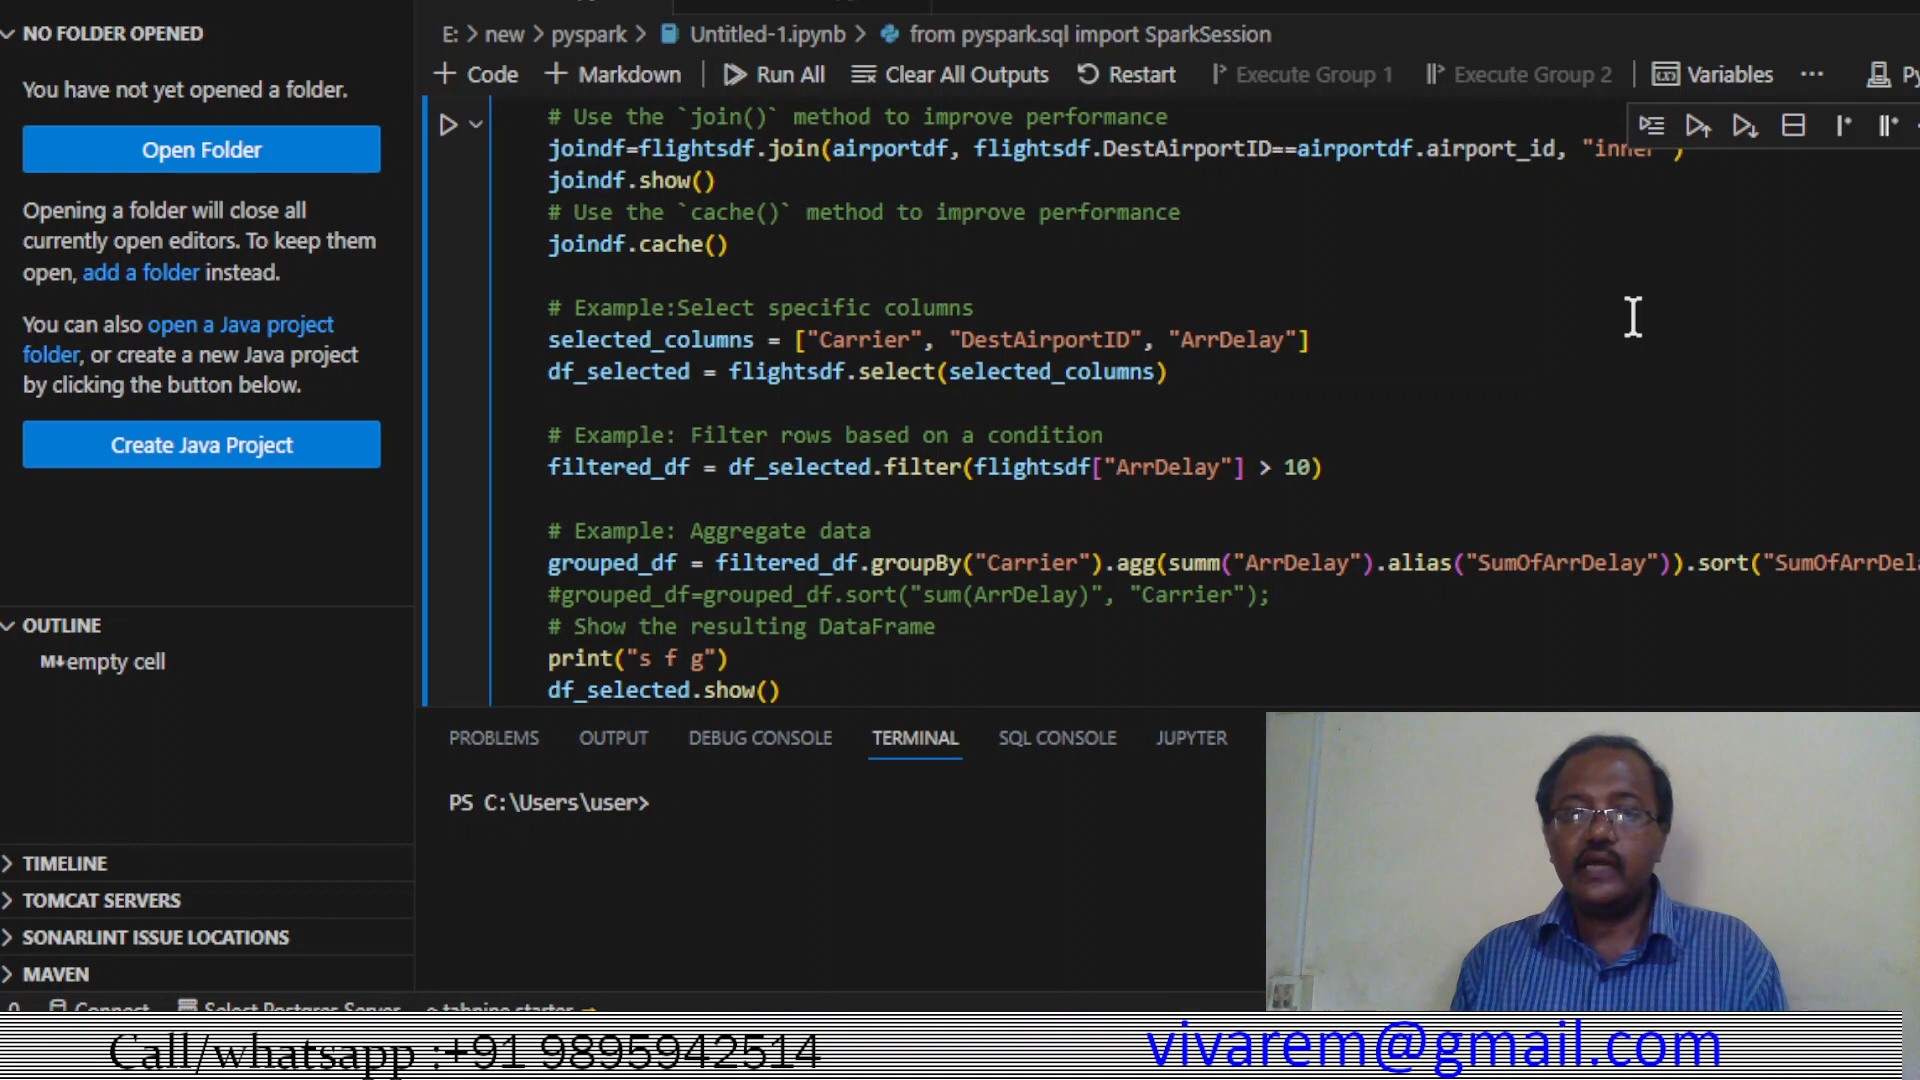 NO FOLDER OPENED
You have not yet opened a folder.
Open Folder
Opening a folder will close all
currently open editors. To keep them
open, add a folder instead.
You can also open a Java project
folder, or create a new Java project
by clicking the button below.
Create Java Project
OUTLINE
M↓empty cell
TIMELINE
TOMCAT SERVERS
SONARLINT ISSUE LOCATIONS
MAVEN
0 Connect Select Postgres Server tabnine starter
E: > new > pyspark > Untitled-1.ipynb > from pyspark.sql import SparkSession
+ Code + Markdown | Run All Clear All Outputs Restart Execute Group 1 Execute Group 2 | Variables ... Py
# Use the `join()` method to improve performance
joindf=flightsdf.join(airportdf, flightsdf.DestAirportID==airportdf.airport_id, "inner")
joindf.show()
# Use the `cache()` method to improve performance
joindf.cache()
# Example:Select specific columns
selected_columns = ["Carrier", "DestAirportID", "ArrDelay"]
df_selected = flightsdf.select(selected_columns)
# Example: Filter rows based on a condition
filtered_df = df_selected.filter(flightsdf["ArrDelay"] > 10)
# Example: Aggregate data
grouped_df = filtered_df.groupBy("Carrier").agg(summ("ArrDelay").alias("SumOfArrDelay")).sort("SumOfArrDela
#grouped_df=grouped_df.sort("sum(ArrDelay)", "Carrier");
# Show the resulting DataFrame
print("s f g")
df_selected.show()
PROBLEMS OUTPUT DEBUG CONSOLE TERMINAL SQL CONSOLE JUPYTER
PS C:\Users\user>
Call/whatsapp :+91 9895942514
vivarem@gmail.com